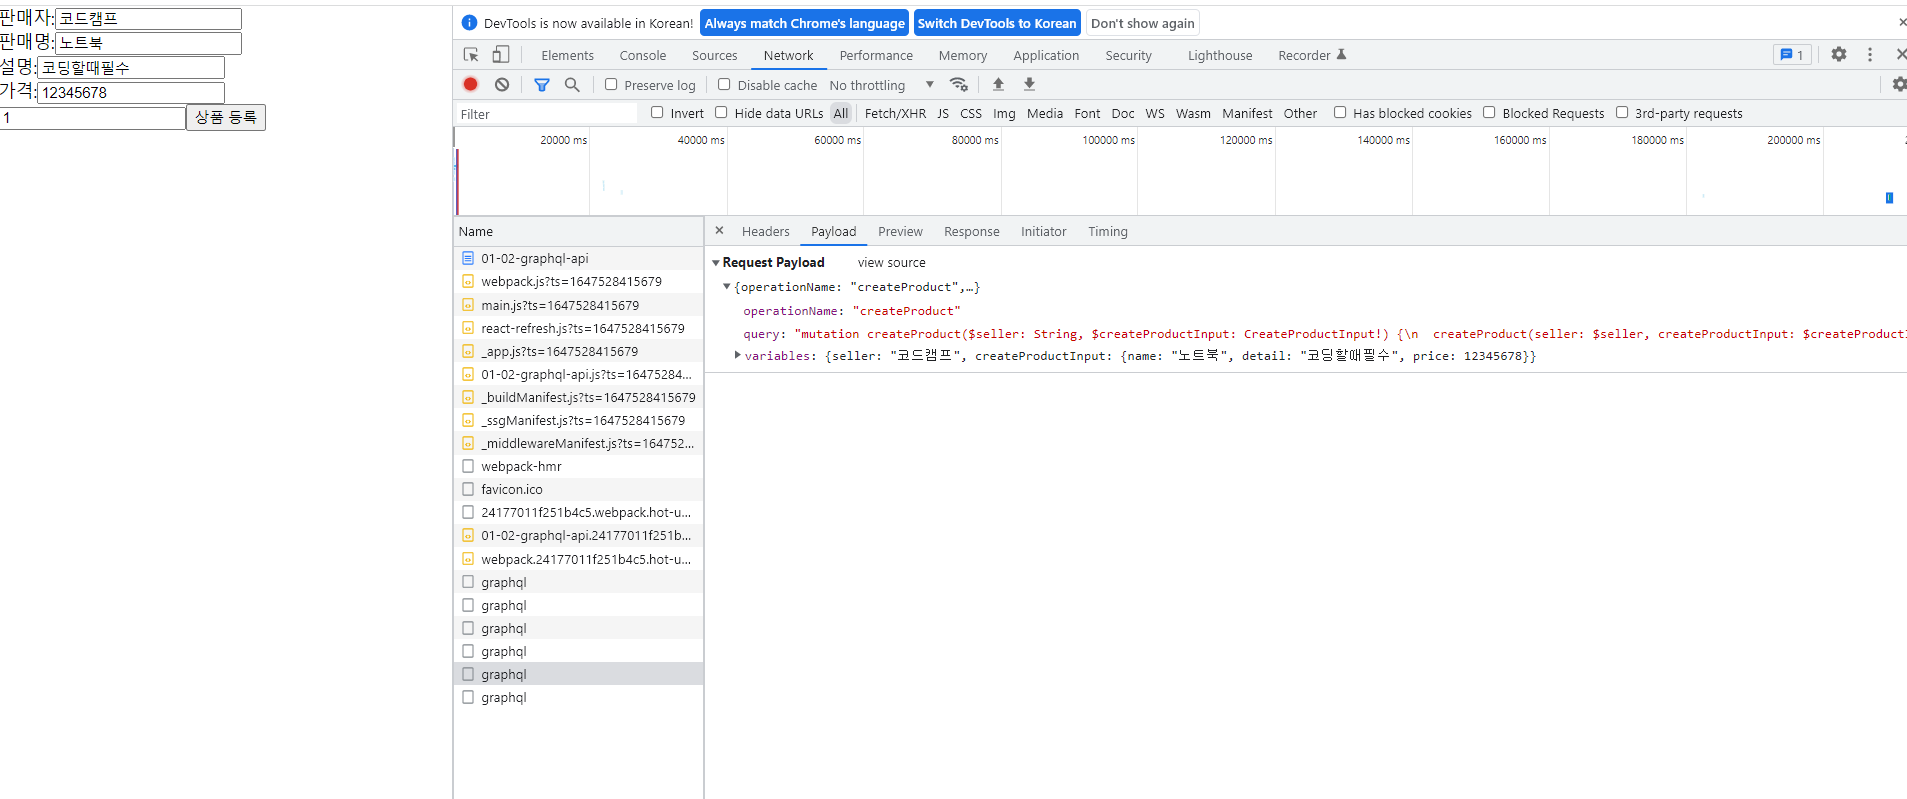 판매자:코드캠프
판매명:노트북
설명:코딩할때필수
가격:12345678
1 상품 등록
DevTools is now available in Korean! Always match Chrome's language Switch DevTools to Korean Don't show again
Elements Console Sources Network Performance Memory Application Security Lighthouse Recorder 1
Preserve log Disable cache No throttling
Filter Invert Hide data URLs All Fetch/XHR JS CSS Img Media Font Doc WS Wasm Manifest Other Has blocked cookies Blocked Requests 3rd-party requests
20000 ms 40000 ms 60000 ms 80000 ms 100000 ms 120000 ms 140000 ms 160000 ms 180000 ms 200000 ms
Name
01-02-graphql-api
webpack.js?ts=1647528415679
main.js?ts=1647528415679
react-refresh.js?ts=1647528415679
_app.js?ts=1647528415679
01-02-graphql-api.js?ts=16475284...
_buildManifest.js?ts=1647528415679
_ssgManifest.js?ts=1647528415679
_middlewareManifest.js?ts=164752...
webpack-hmr
favicon.ico
24177011f251b4c5.webpack.hot-u...
01-02-graphql-api.24177011f251b...
webpack.24177011f251b4c5.hot-u...
graphql
graphql
graphql
graphql
graphql
graphql
Headers Payload Preview Response Initiator Timing
Request Payload view source
{operationName: "createProduct",…}
operationName: "createProduct"
query: "mutation createProduct($seller: String, $createProductInput: CreateProductInput!) {\n  createProduct(seller: $seller, createProductInput: $createProductI
variables: {seller: "코드캠프", createProductInput: {name: "노트북", detail: "코딩할때필수", price: 12345678}}